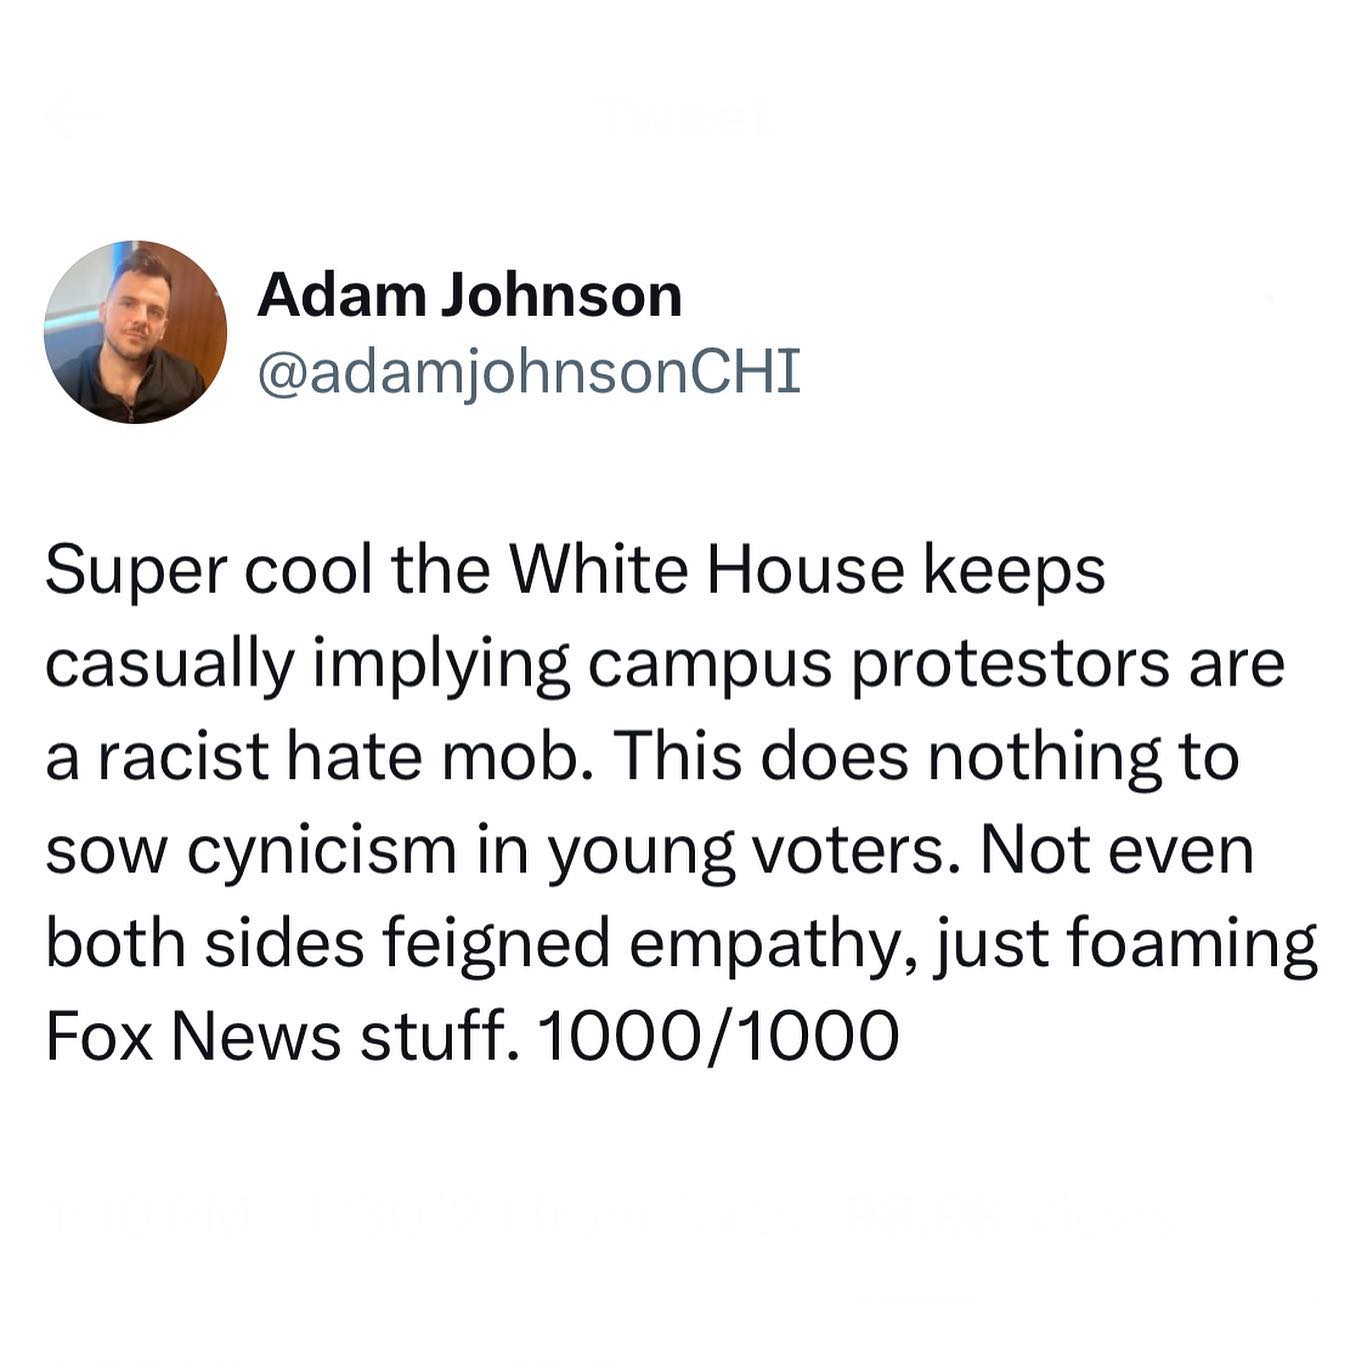 Adam Johnson
@adamjohnsonCHI
Super cool the White House keeps
casually implying campus protestors are
a racist hate mob. This does nothing to
sow cynicism in young voters. Not even
both sides feigned empathy, just foaming
Fox News stuff. 1000/1000